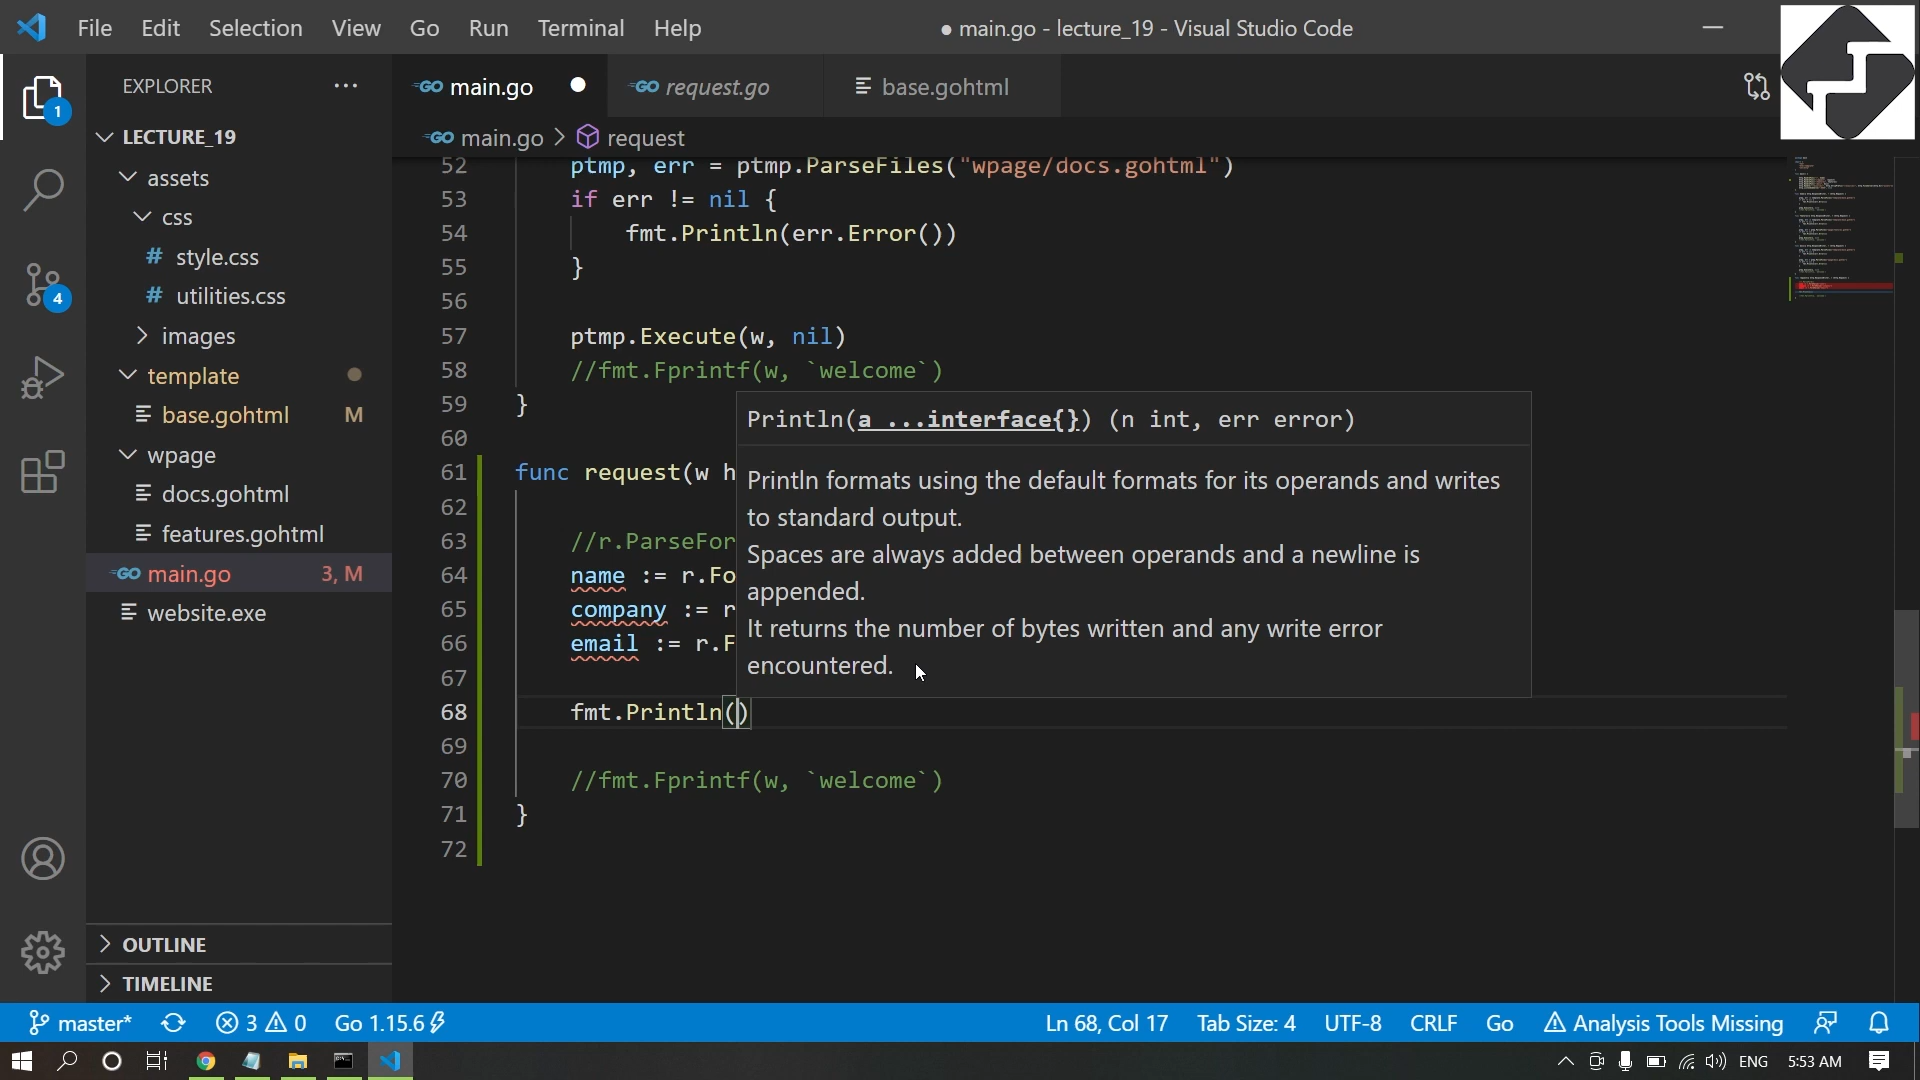 File Edit Selection View Go Run Terminal Help
● main.go - lecture_19 - Visual Studio Code
EXPLORER
LECTURE_19
assets
css
# style.css
# utilities.css
images
template
base.gohtml M
wpage
docs.gohtml
features.gohtml
main.go 3, M
website.exe
OUTLINE
TIMELINE
1
4
main.go
request.go
base.gohtml
main.go > request
52 ptmp, err = ptmp.ParseFiles("wpage/docs.gohtml")
53 if err != nil {
54 fmt.Println(err.Error())
55 }
56
57 ptmp.Execute(w, nil)
58 //fmt.Fprintf(w, `welcome`)
59 }
60
61 func request(w h
62
63 //r.ParseFor
64 name := r.Fo
65 company := r
66 email := r.F
67
68 fmt.Println()
69
70 //fmt.Fprintf(w, `welcome`)
71 }
72
Println(a ...interface{}) (n int, err error)
Println formats using the default formats for its operands and writes
to standard output.
Spaces are always added between operands and a newline is
appended.
It returns the number of bytes written and any write error
encountered.
master* 3 0 Go 1.15.6
Ln 68, Col 17 Tab Size: 4 UTF-8 CRLF Go Analysis Tools Missing
ENG 5:53 AM